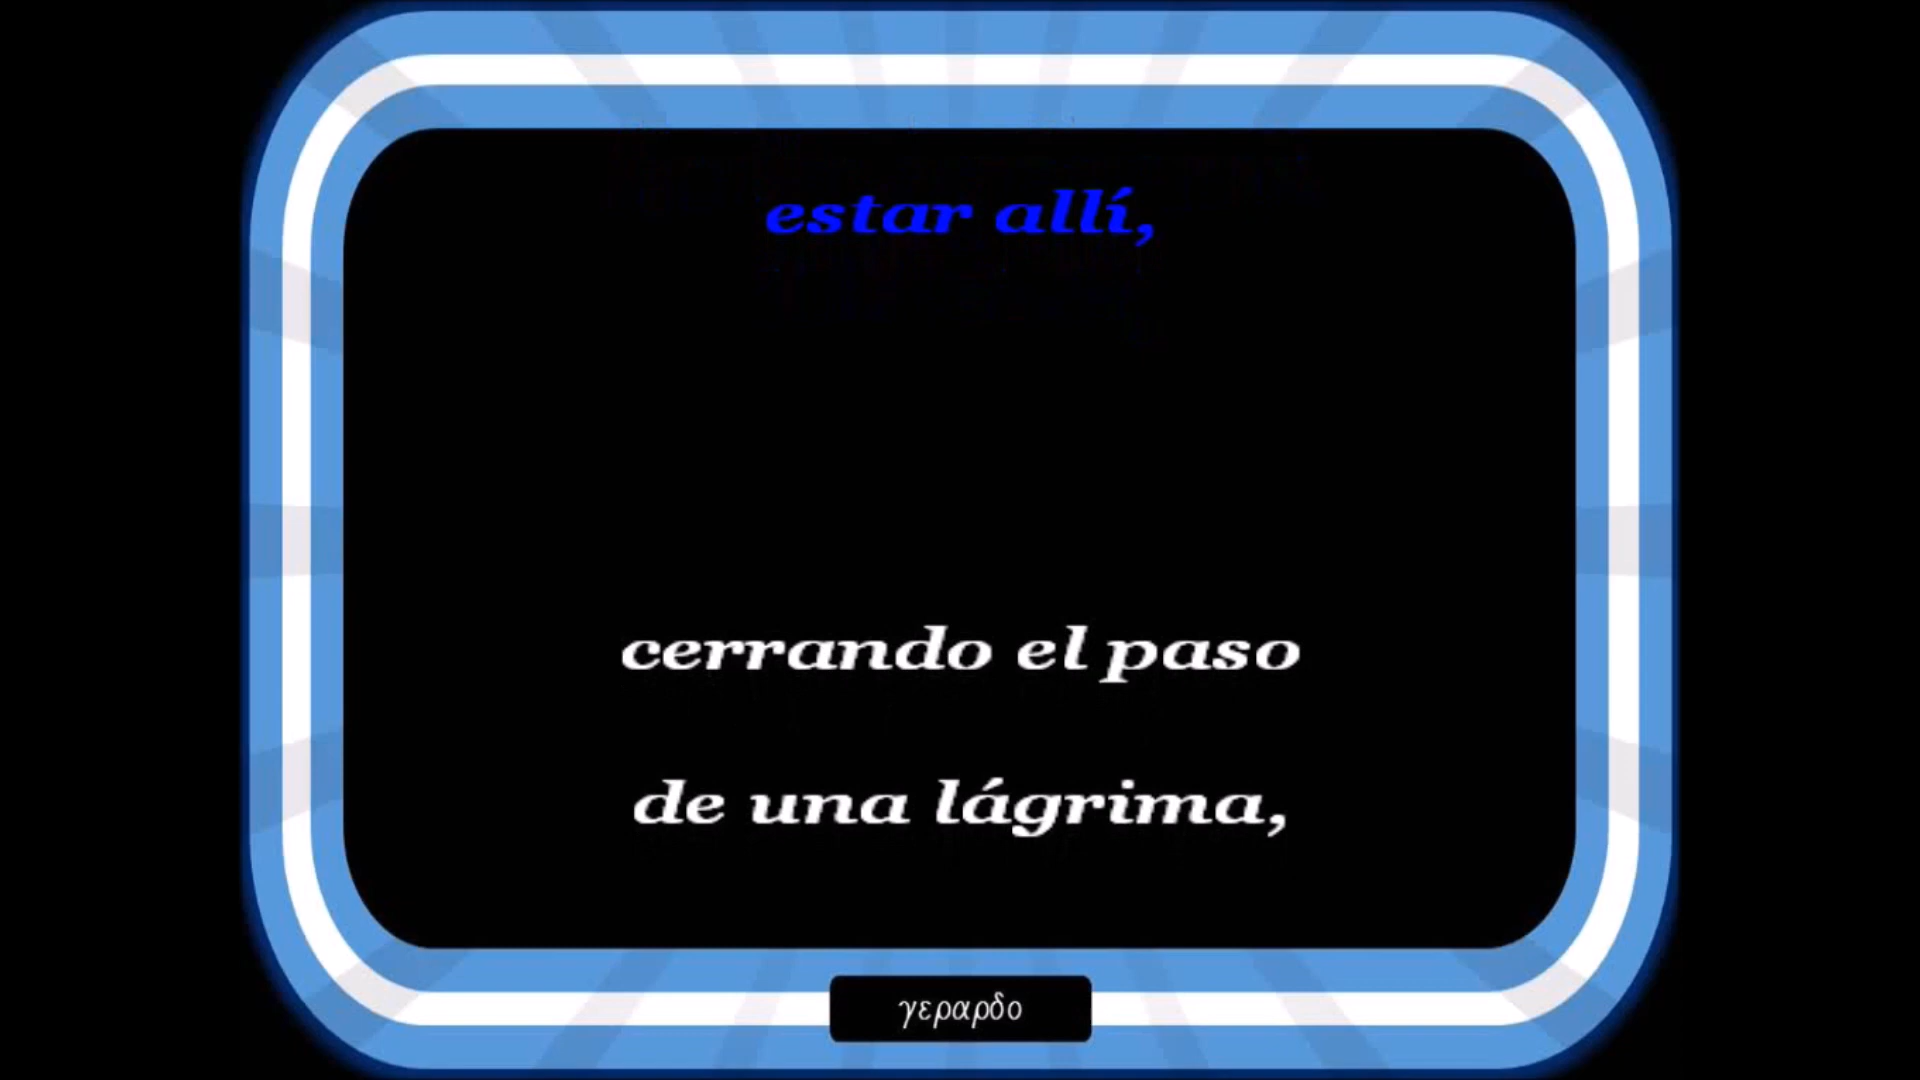 estar allí,
cerrando el paso
de una lágrima,
γεραρδο